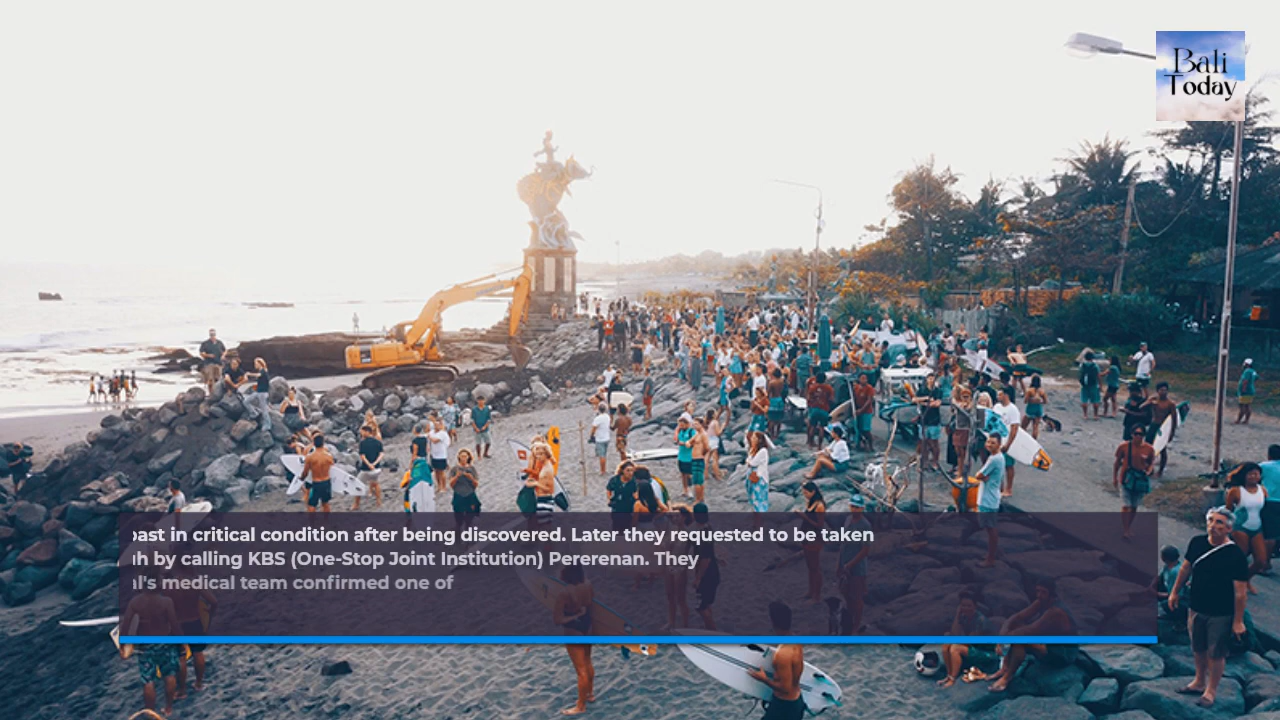 Bali
Today
in critical condition after being discovered. Later they requested to be taken
by calling KBS (One-Stop Joint Institution) Pererenan. They
medical team confirmed one of